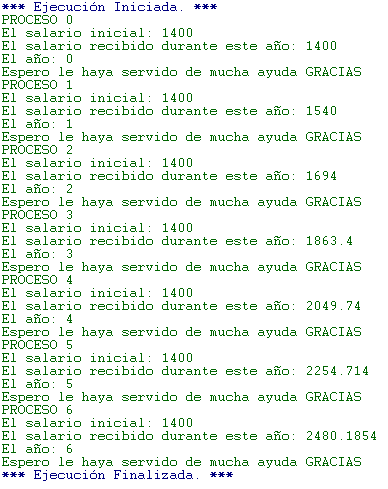 *** Ejecución Iniciada. ***
PROCESO 0
El salario inicial: 1400
El salario recibido durante este año: 1400
El año: 0
Espero le haya servido de mucha ayuda GRACIAS
PROCESO 1
El salario inicial: 1400
El salario recibido durante este año: 1540
El año: 1
Espero le haya servido de mucha ayuda GRACIAS
PROCESO 2
El salario inicial: 1400
El salario recibido durante este año: 1694
El año: 2
Espero le haya servido de mucha ayuda GRACIAS
PROCESO 3
El salario inicial: 1400
El salario recibido durante este año: 1863.4
El año: 3
Espero le haya servido de mucha ayuda GRACIAS
PROCESO 4
El salario inicial: 1400
El salario recibido durante este año: 2049.74
El año: 4
Espero le haya servido de mucha ayuda GRACIAS
PROCESO 5
El salario inicial: 1400
El salario recibido durante este año: 2254.714
El año: 5
Espero le haya servido de mucha ayuda GRACIAS
PROCESO 6
El salario inicial: 1400
El salario recibido durante este año: 2480.1854
El año: 6
Espero le haya servido de mucha ayuda GRACIAS
*** Ejecución Finalizada. ***